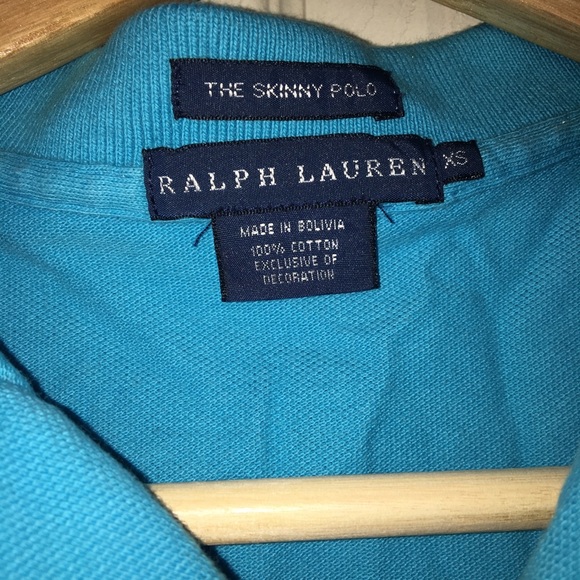 THE SKINNY POLO
RALPH LAUREN
XS
MADE IN BOLIVIA
100% COTTON
EXCLUSIVE OF
DECORATION